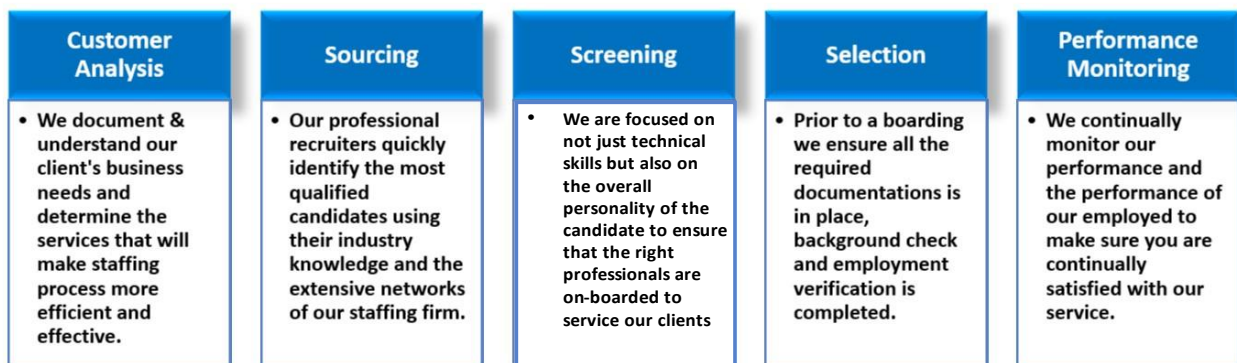 Customer
Analysis
• We document &
understand our
client's business
needs and
determine the
services that will
make staffing
process more
efficient and
effective.
Sourcing
• Our professional
recruiters quickly
identify the most
qualified
candidates using
their industry
knowledge and the
extensive networks
of our staffing firm.
Screening
• We are focused on
not just technical
skills but also on
the overall
personality of the
candidate to ensure
that the right
professionals are
on-boarded to
service our clients
Selection
• Prior to a boarding
we ensure all the
required
documentations is
in place,
background check
and employment
verification is
completed.
Performance
Monitoring
• We continually
monitor our
performance and
the performance of
our employed to
make sure you are
continually
satisfied with our
service.